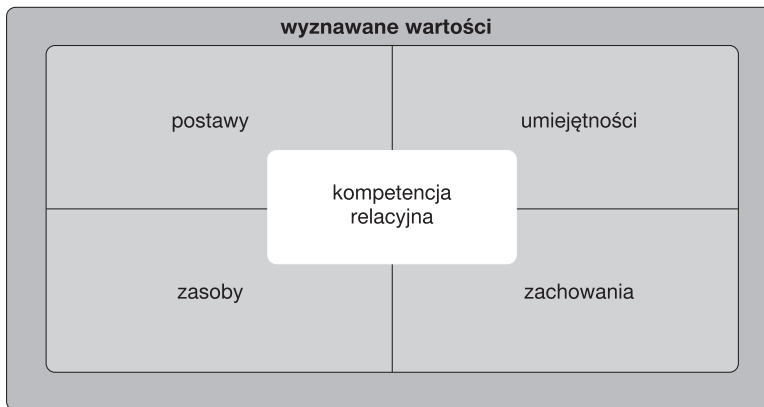 wyznawane wartości
postawy
umiejętności
kompetencja
relacyjna
zasoby
zachowania